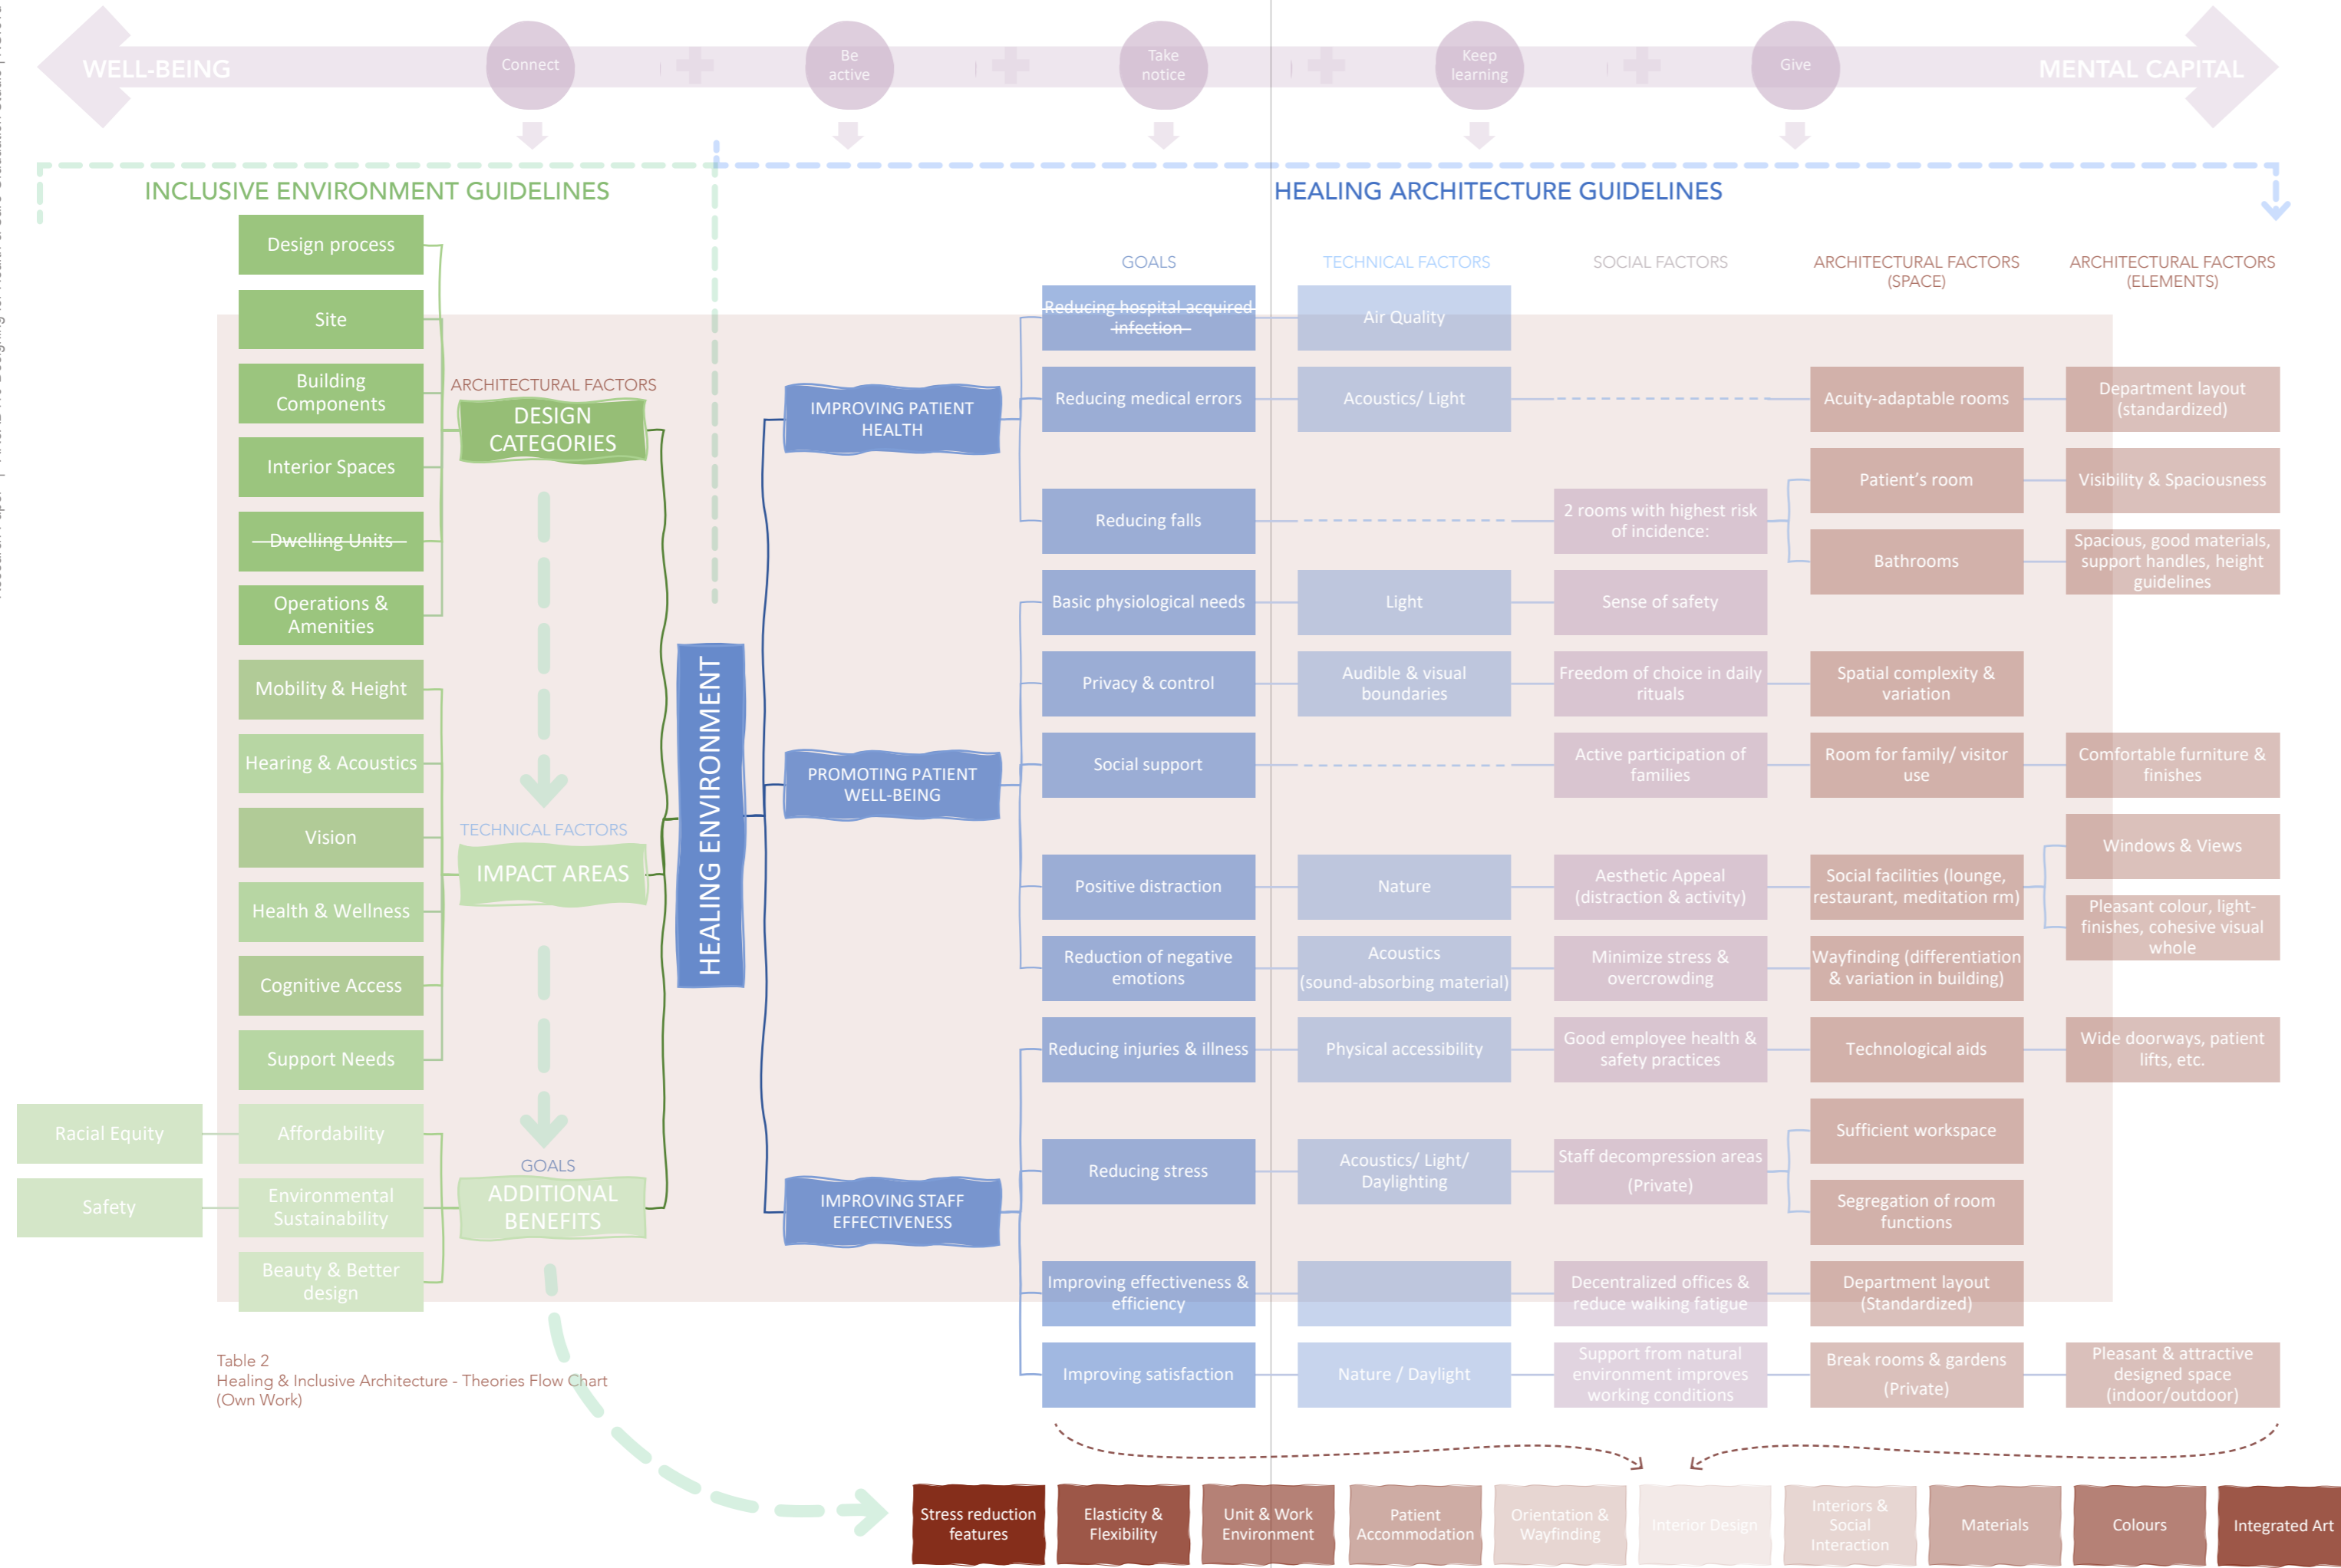 WELL-BEING
Connect
Be
active
Take
notice
Keep
learning
Give
MENTAL CAPITAL
INCLUSIVE ENVIRONMENT GUIDELINES
HEALING ARCHITECTURE GUIDELINES
Design process
Site
Building
Components
Interior Spaces
Dwelling Units
Operations &
Amenities
Mobility & Height
Hearing & Acoustics
Vision
Health & Wellness
Cognitive Access
Support Needs
Racial Equity
Affordability
Safety
Environmental
Sustainability
Beauty & Better
design
ARCHITECTURAL FACTORS
DESIGN
CATEGORIES
TECHNICAL FACTORS
IMPACT AREAS
GOALS
ADDITIONAL
BENEFITS
HEALING ENVIRONMENT
IMPROVING PATIENT
HEALTH
PROMOTING PATIENT
WELL-BEING
IMPROVING STAFF
EFFECTIVENESS
GOALS
TECHNICAL FACTORS
SOCIAL FACTORS
ARCHITECTURAL FACTORS
(SPACE)
ARCHITECTURAL FACTORS
(ELEMENTS)
Reducing hospital acquired
infection
Air Quality
Reducing medical errors
Acoustics/ Light
Acuity-adaptable rooms
Department layout
(standardized)
Reducing falls
2 rooms with highest risk
of incidence:
Patient's room
Visibility & Spaciousness
Bathrooms
Spacious, good materials,
support handles, height
guidelines
Basic physiological needs
Light
Sense of safety
Privacy & control
Audible & visual
boundaries
Freedom of choice in daily
rituals
Spatial complexity &
variation
Social support
Active participation of
families
Room for family/ visitor
use
Comfortable furniture &
finishes
Positive distraction
Nature
Aesthetic Appeal
(distraction & activity)
Social facilities (lounge,
restaurant, meditation rm)
Windows & Views
Pleasant colour, light-
finishes, cohesive visual
whole
Reduction of negative
emotions
Acoustics
(sound-absorbing material)
Minimize stress &
overcrowding
Wayfinding (differentiation
& variation in building)
Reducing injuries & illness
Physical accessibility
Good employee health &
safety practices
Technological aids
Wide doorways, patient
lifts, etc.
Reducing stress
Acoustics/ Light/
Daylighting
Staff decompression areas
(Private)
Sufficient workspace
Segregation of room
functions
Improving effectiveness &
efficiency
Decentralized offices &
reduce walking fatigue
Department layout
(Standardized)
Improving satisfaction
Nature / Daylight
Support from natural
environment improves
working conditions
Break rooms & gardens
(Private)
Pleasant & attractive
designed space
(indoor/outdoor)
Table 2
Healing & Inclusive Architecture - Theories Flow Chart
(Own Work)
Stress reduction
features
Elasticity &
Flexibility
Unit & Work
Environment
Patient
Accommodation
Orientation &
Wayfinding
Interior Design
Interiors &
Social
Interaction
Materials
Colours
Integrated Art